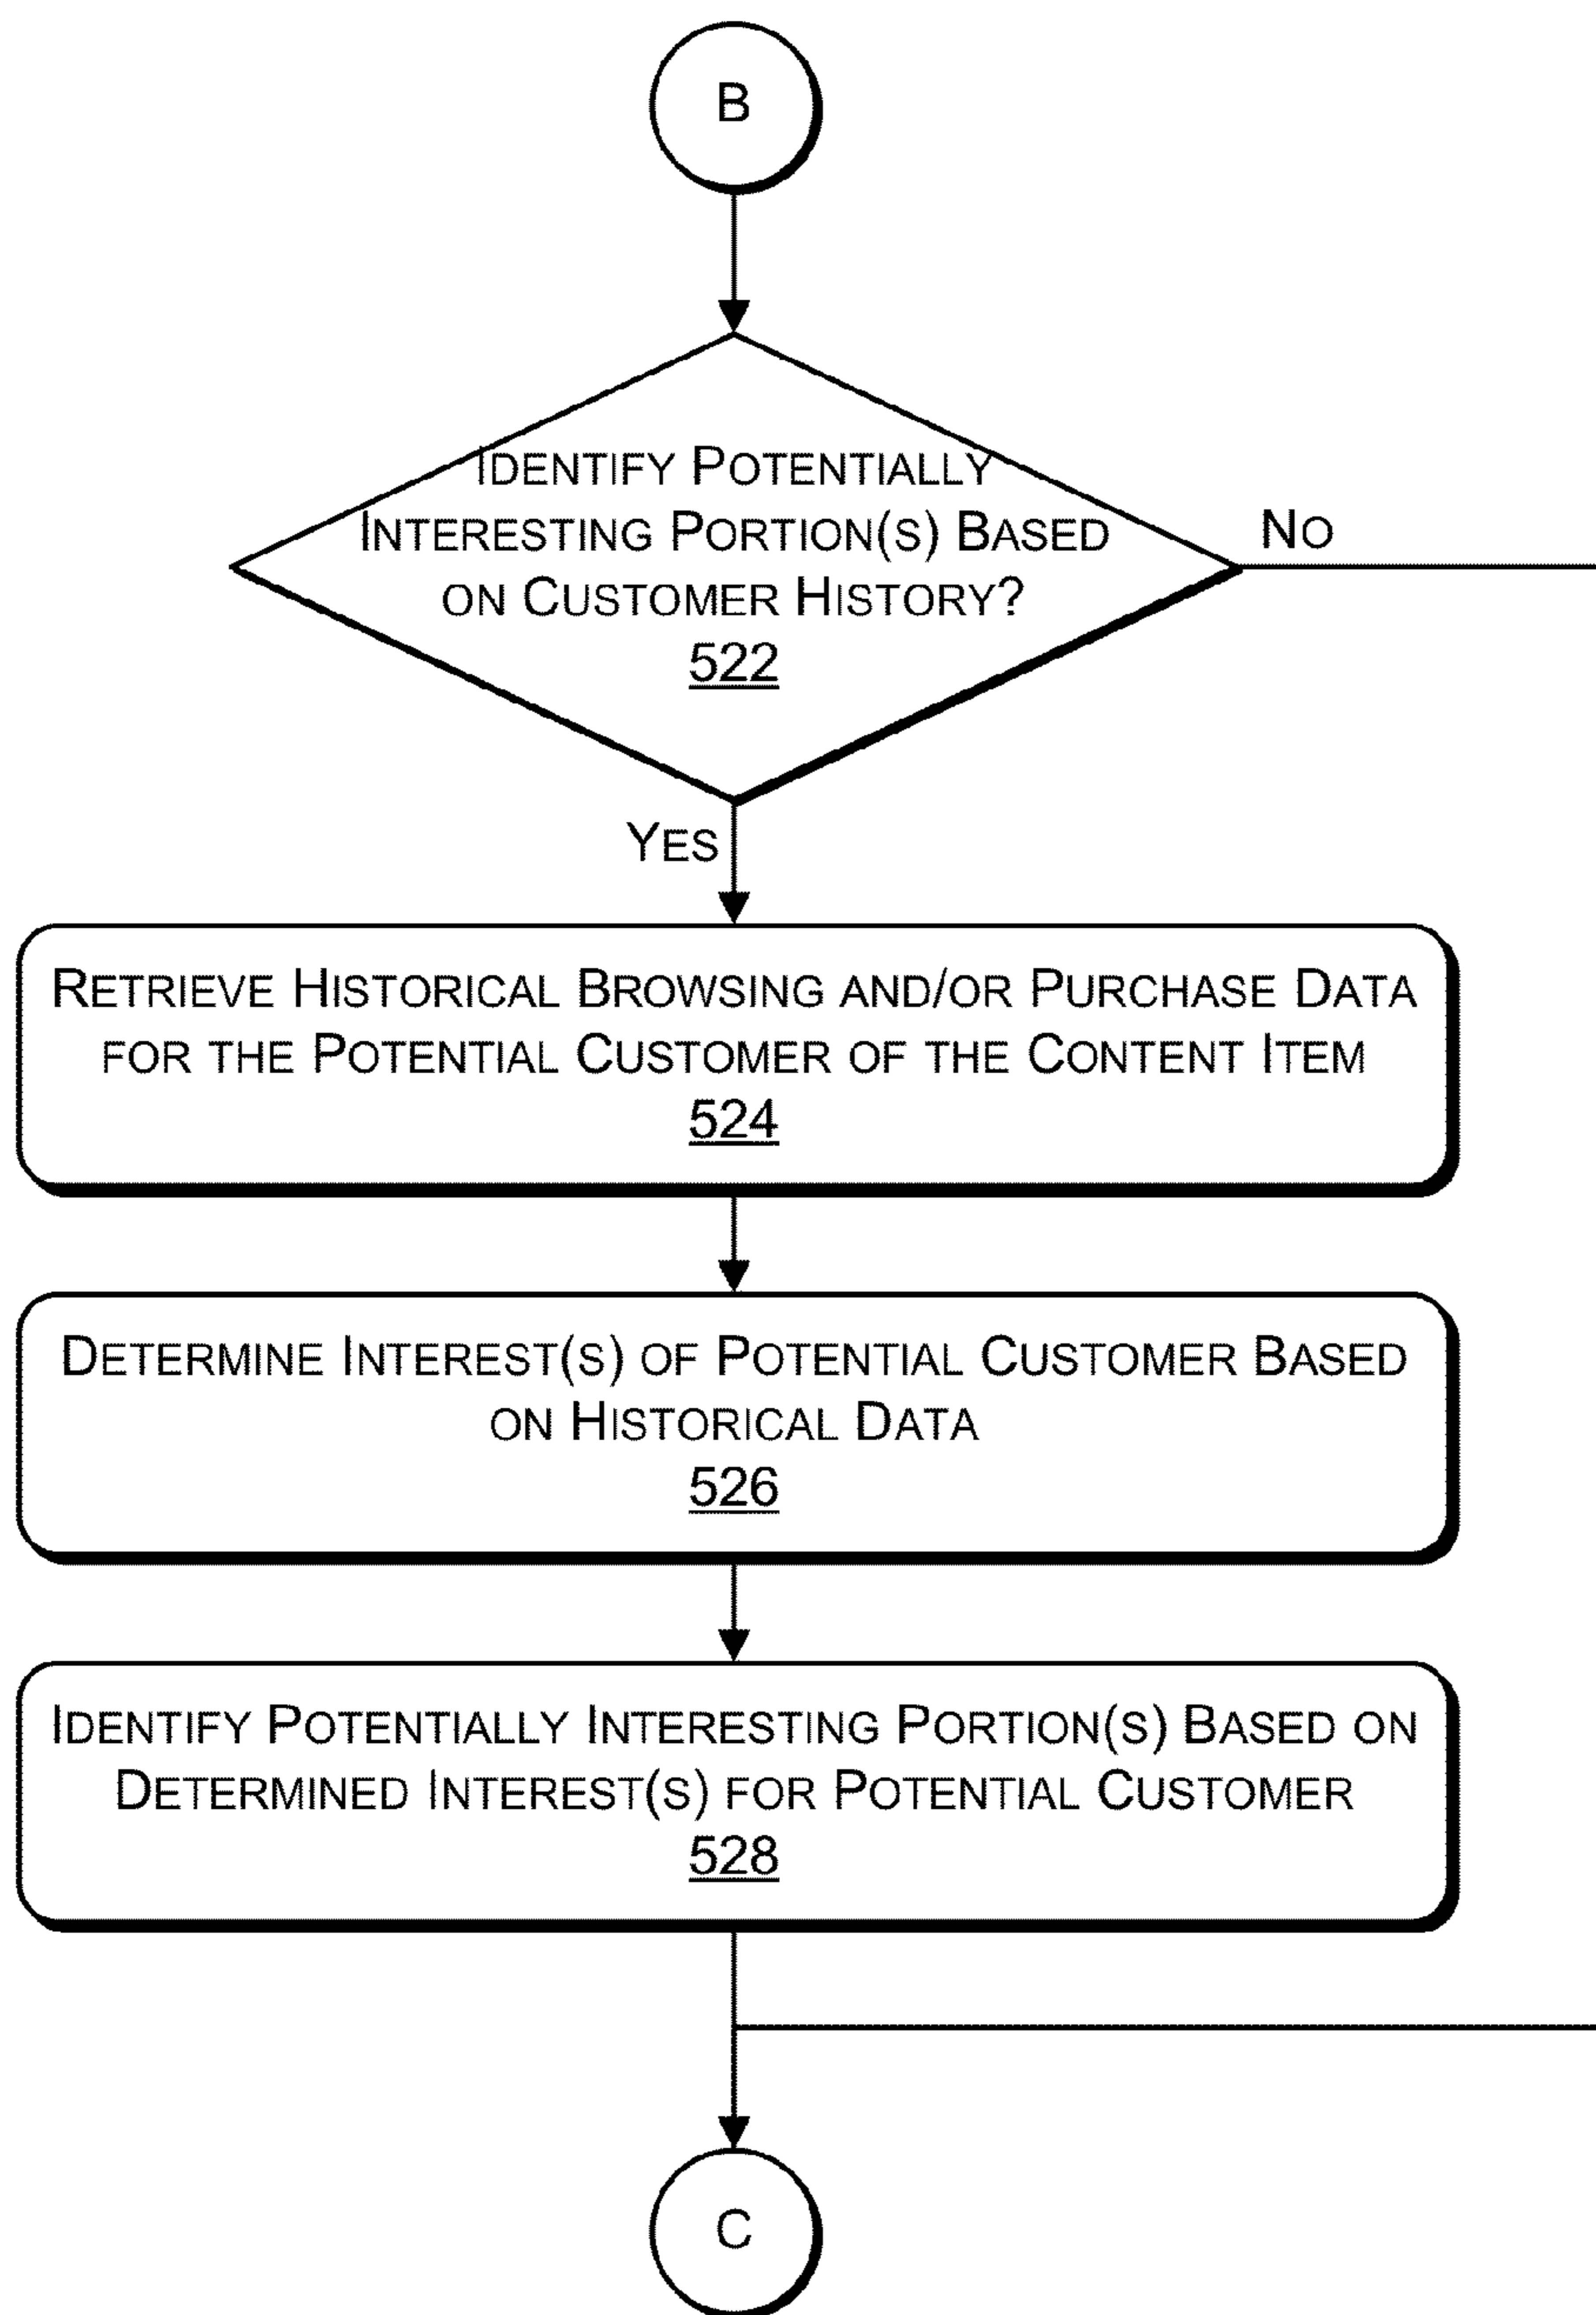 B
IDENTIFY POTENTIALLY
INTERESTING PORTION(S) BASED
ON CUSTOMER HISTORY?
522
NO
YES
RETRIEVE HISTORICAL BROWSING AND/OR PURCHASE DATA
FOR THE POTENTIAL CUSTOMER OF THE CONTENT ITEM
524
DETERMINE INTEREST(S) OF POTENTIAL CUSTOMER BASED
ON HISTORICAL DATA
526
IDENTIFY POTENTIALLY INTERESTING PORTION(S) BASED ON
DETERMINED INTEREST(S) FOR POTENTIAL CUSTOMER
528
C